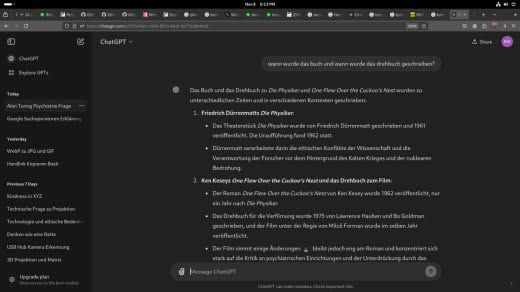 Nov 8 6:13 PM
https://chatgpt.com/c/
ChatGPT
Share
ChatGPT
Explore GPTs
Today
Alan Turing Psychiatrie Frage
Google Suchoperatoren Erklärung
Yesterday
WebP zu JPG und GIF
Hardlink Kopieren Bash
Previous 7 Days
Kindness in XYZ
Technische Frage zu Projektion
Technologie und ethische Bedenken
Denken wie eine Ratte
USB Hub Kamera Erkennung
3D Projektion und Matrix
Upgrade plan
More access to the best models
wann wurde das buch und wann wurde das drehbuch geschreiben?
Das Buch und das Drehbuch zu Die Physiker und One Flew Over the Cuckoo's Nest wurden zu
unterschiedlichen Zeiten und in verschiedenen Kontexten geschrieben:
1. Friedrich Dürrenmatts Die Physiker:
• Das Theaterstück Die Physiker wurde von Friedrich Dürrenmatt geschrieben und 1961
veröffentlicht. Die Uraufführung fand 1962 statt.
• Dürrenmatt verarbeitete darin die ethischen Konflikte der Wissenschaft und die
Verantwortung der Forscher vor dem Hintergrund des Kalten Krieges und der nuklearen
Bedrohung.
2. Ken Keseys One Flew Over the Cuckoo's Nest und das Drehbuch zum Film:
• Der Roman One Flew Over the Cuckoo's Nest von Ken Kesey wurde 1962 veröffentlicht, nur
ein Jahr nach Die Physiker.
• Das Drehbuch für die Verfilmung wurde 1975 von Lawrence Hauben und Bo Goldman
geschrieben, und der Film unter der Regie von Miloš Forman wurde im selben Jahr
veröffentlicht.
• Der Film nimmt einige Änderungen bleibt jedoch eng am Roman und konzentriert sich
stark auf die Kritik an psychiatrischen Einrichtungen und der Unterdrückung durch das
Message ChatGPT
ChatGPT can make mistakes. Check important info.